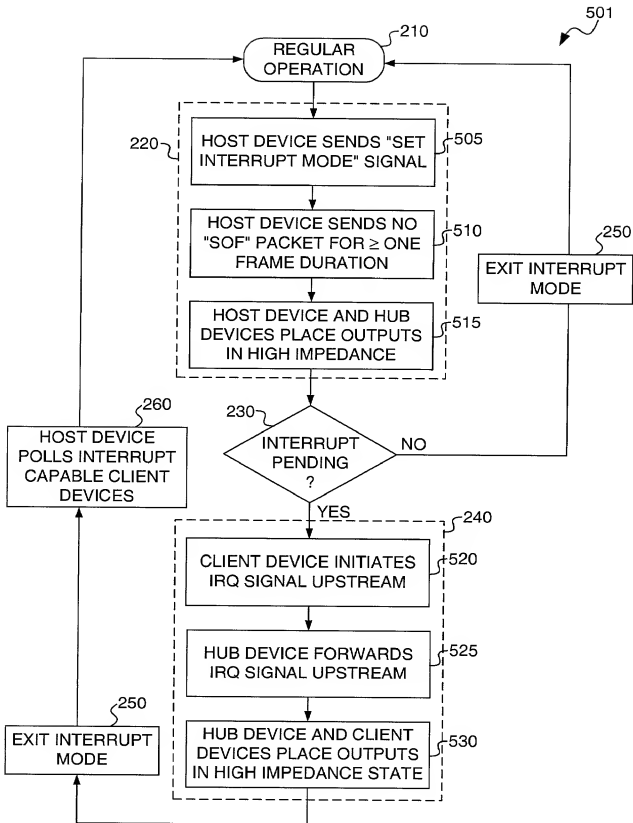 501
210
REGULAR
OPERATION
220
HOST DEVICE SENDS "SET
INTERRUPT MODE" SIGNAL
505
HOST DEVICE SENDS NO
"SOF" PACKET FOR ≥ ONE
FRAME DURATION
510
250
EXIT INTERRUPT
MODE
HOST DEVICE AND HUB
DEVICES PLACE OUTPUTS
IN HIGH IMPEDANCE
515
230
INTERRUPT
PENDING
?
NO
YES
260
HOST DEVICE
POLLS INTERRUPT
CAPABLE CLIENT
DEVICES
240
CLIENT DEVICE INITIATES
IRQ SIGNAL UPSTREAM
520
HUB DEVICE FORWARDS
IRQ SIGNAL UPSTREAM
525
250
EXIT INTERRUPT
MODE
HUB DEVICE AND CLIENT
DEVICES PLACE OUTPUTS
IN HIGH IMPEDANCE STATE
530